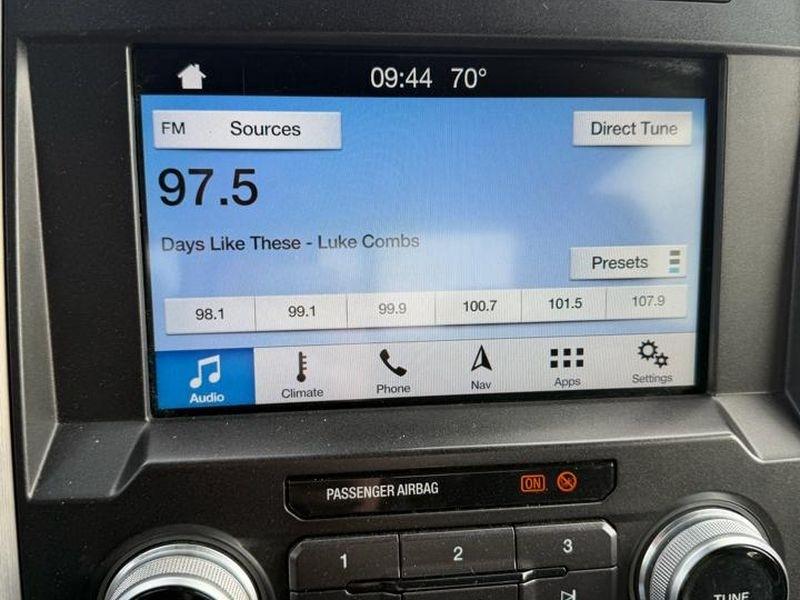 09:44 70°
FM Sources Direct Tune
97.5
Days Like These - Luke Combs
Presets
98.1 99.1 99.9 100.7 101.5 107.9
Audio Climate Phone Nav Apps Settings
PASSENGER AIRBAG ON
1 2 3
TUNE